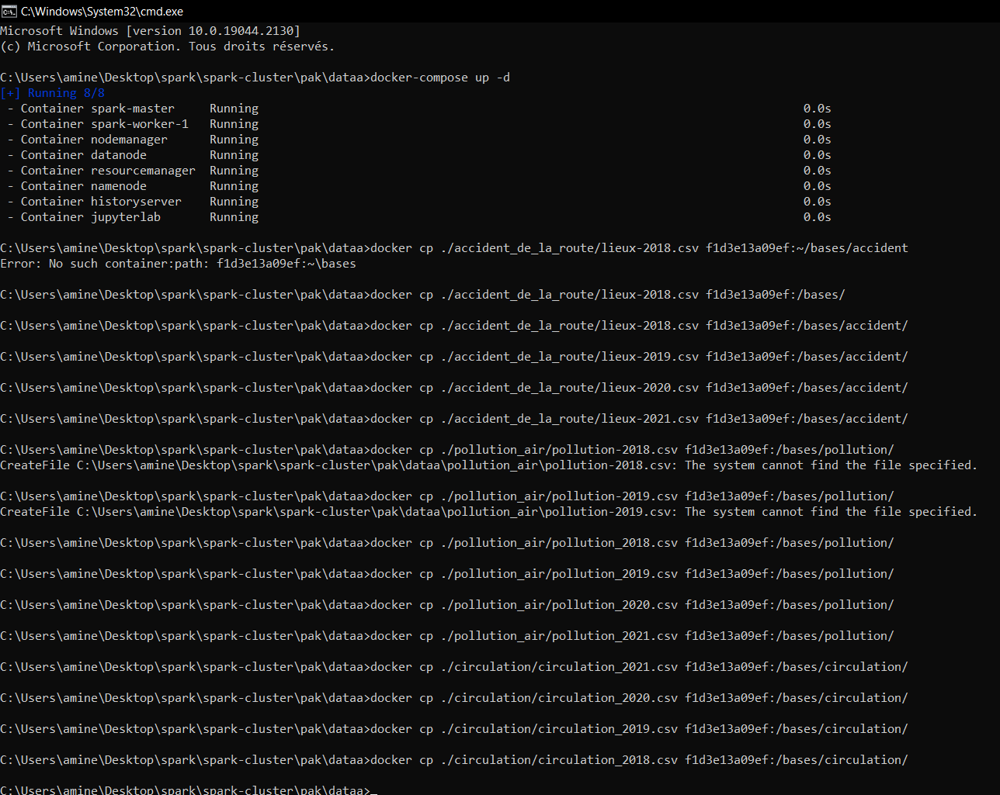 C:\Windows\System32\cmd.exe
Microsoft Windows [version 10.0.19044.2130]
(c) Microsoft Corporation. Tous droits réservés.
C:\Users\amine\Desktop\spark\spark-cluster\pak\dataa>docker-compose up -d
[+] Running 8/8
- Container spark-master Running 0.0s
- Container spark-worker-1 Running 0.0s
- Container nodemanager Running 0.0s
- Container datanode Running 0.0s
- Container resourcemanager Running 0.0s
- Container namenode Running 0.0s
- Container historyserver Running 0.0s
- Container jupyterlab Running 0.0s
C:\Users\amine\Desktop\spark\spark-cluster\pak\dataa>docker cp ./accident_de_la_route/lieux-2018.csv f1d3e13a09ef:~/bases/accident
Error: No such container:path: f1d3e13a09ef:~\bases
C:\Users\amine\Desktop\spark\spark-cluster\pak\dataa>docker cp ./accident_de_la_route/lieux-2018.csv f1d3e13a09ef:/bases/
C:\Users\amine\Desktop\spark\spark-cluster\pak\dataa>docker cp ./accident_de_la_route/lieux-2018.csv f1d3e13a09ef:/bases/accident/
C:\Users\amine\Desktop\spark\spark-cluster\pak\dataa>docker cp ./accident_de_la_route/lieux-2019.csv f1d3e13a09ef:/bases/accident/
C:\Users\amine\Desktop\spark\spark-cluster\pak\dataa>docker cp ./accident_de_la_route/lieux-2020.csv f1d3e13a09ef:/bases/accident/
C:\Users\amine\Desktop\spark\spark-cluster\pak\dataa>docker cp ./accident_de_la_route/lieux-2021.csv f1d3e13a09ef:/bases/accident/
C:\Users\amine\Desktop\spark\spark-cluster\pak\dataa>docker cp ./pollution_air/pollution-2018.csv f1d3e13a09ef:/bases/pollution/
CreateFile C:\Users\amine\Desktop\spark\spark-cluster\pak\dataa\pollution_air\pollution-2018.csv: The system cannot find the file specified.
C:\Users\amine\Desktop\spark\spark-cluster\pak\dataa>docker cp ./pollution_air/pollution-2019.csv f1d3e13a09ef:/bases/pollution/
CreateFile C:\Users\amine\Desktop\spark\spark-cluster\pak\dataa\pollution_air\pollution-2019.csv: The system cannot find the file specified.
C:\Users\amine\Desktop\spark\spark-cluster\pak\dataa>docker cp ./pollution_air/pollution_2018.csv f1d3e13a09ef:/bases/pollution/
C:\Users\amine\Desktop\spark\spark-cluster\pak\dataa>docker cp ./pollution_air/pollution_2019.csv f1d3e13a09ef:/bases/pollution/
C:\Users\amine\Desktop\spark\spark-cluster\pak\dataa>docker cp ./pollution_air/pollution_2020.csv f1d3e13a09ef:/bases/pollution/
C:\Users\amine\Desktop\spark\spark-cluster\pak\dataa>docker cp ./pollution_air/pollution_2021.csv f1d3e13a09ef:/bases/pollution/
C:\Users\amine\Desktop\spark\spark-cluster\pak\dataa>docker cp ./circulation/circulation_2021.csv f1d3e13a09ef:/bases/circulation/
C:\Users\amine\Desktop\spark\spark-cluster\pak\dataa>docker cp ./circulation/circulation_2020.csv f1d3e13a09ef:/bases/circulation/
C:\Users\amine\Desktop\spark\spark-cluster\pak\dataa>docker cp ./circulation/circulation_2019.csv f1d3e13a09ef:/bases/circulation/
C:\Users\amine\Desktop\spark\spark-cluster\pak\dataa>docker cp ./circulation/circulation_2018.csv f1d3e13a09ef:/bases/circulation/
C:\Users\amine\Desktop\spark\spark-cluster\pak\dataa>